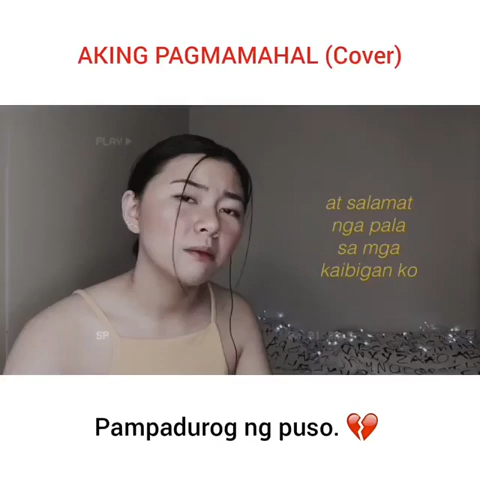 AKING PAGMAMAHAL (Cover)
PLAY
at salamat
nga pala
sa mga
kaibigan ko
SP
Pampadurog ng puso. 💔